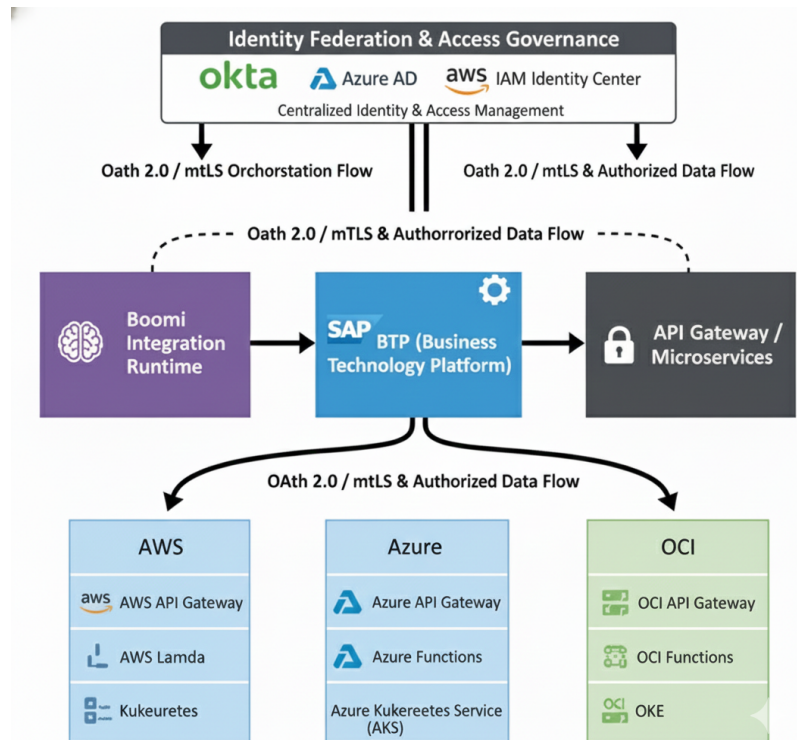 Identity Federation & Access Governance
okta Azure AD aws IAM Identity Center
Centralized Identity & Access Management
Oath 2.0 / mtLS Orchorstation Flow
Oath 2.0 / mtLS & Authorized Data Flow
Oath 2.0 / mTLS & Authorrorized Data Flow
Boomi
Integration
Runtime
SAP BTP (Business
Technology Platform)
API Gateway /
Microservices
OAth 2.0 / mtLS & Authorized Data Flow
AWS
aws AWS API Gateway
AWS Lamda
Kukeuretes
Azure
Azure API Gateway
Azure Functions
Azure Kukereetes Service
(AKS)
OCI
OCI API Gateway
OCI Functions
OCI OKE